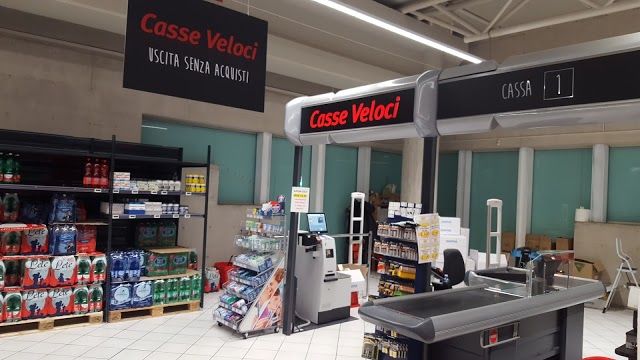 Casse Veloci
USCITA SENZA ACQUISTI
Casse Veloci
CASSA 1